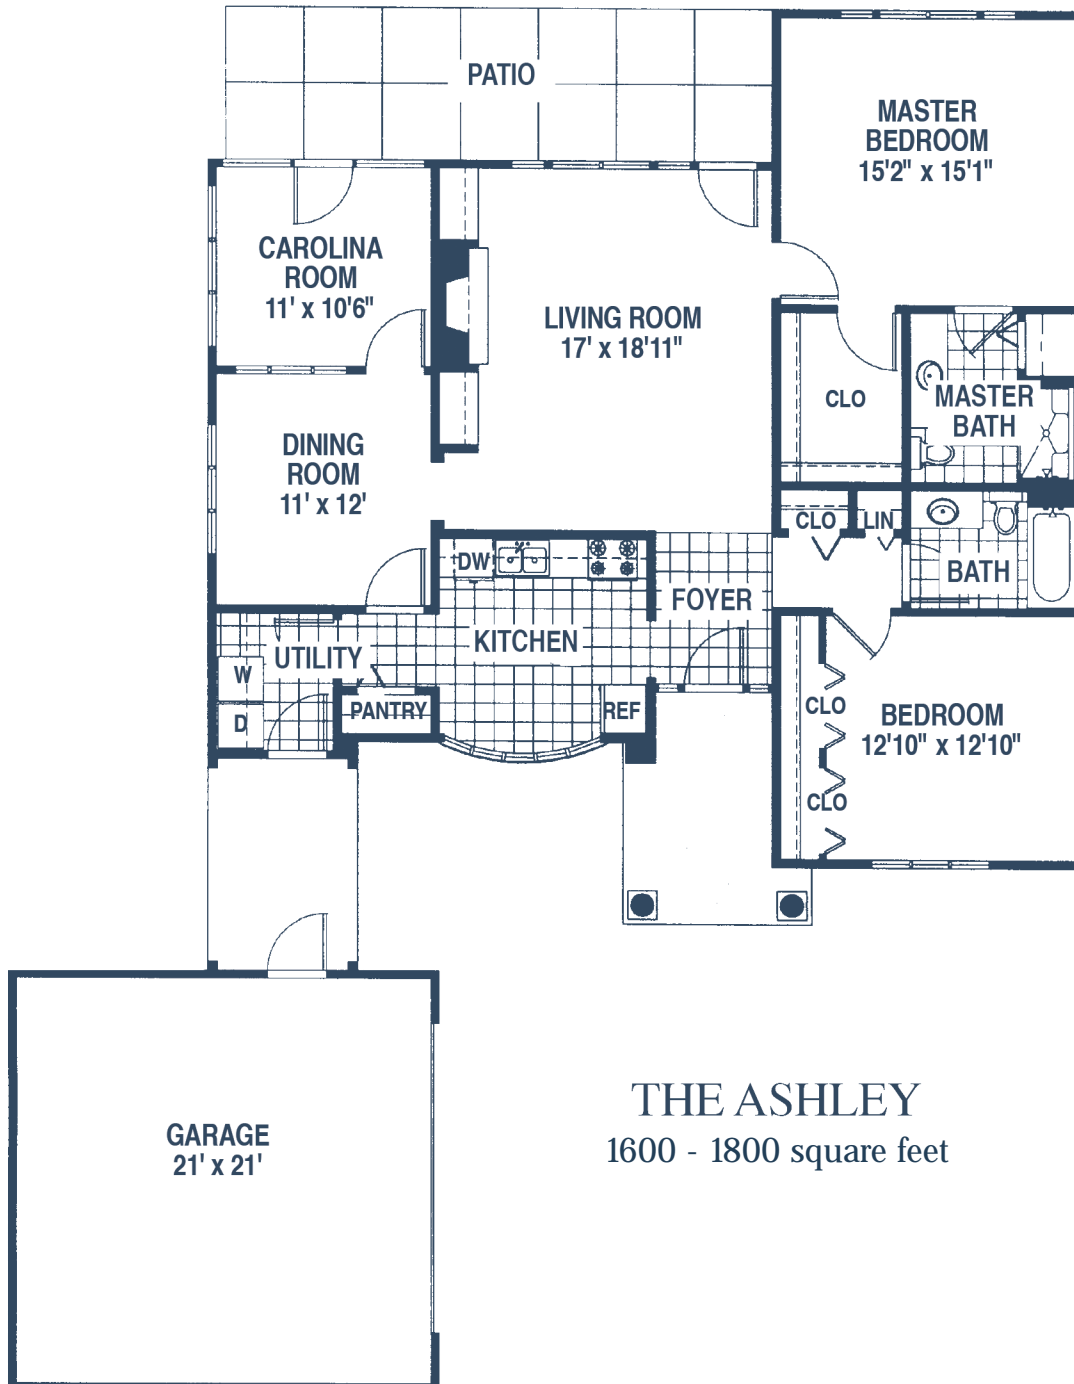 PATIO
MASTER
BEDROOM
15'2" x 15'1"
CAROLINA
ROOM
11' x 10'6"
LIVING ROOM
17' x 18'11"
CLO
MASTER
BATH
DINING
ROOM
11' x 12'
CLO
LIN
DW
BATH
FOYER
KITCHEN
UTILITY
W
D
PANTRY
REF
CLO
BEDROOM
12'10" x 12'10"
CLO
GARAGE
21' x 21'
THE ASHLEY
1600 - 1800 square feet